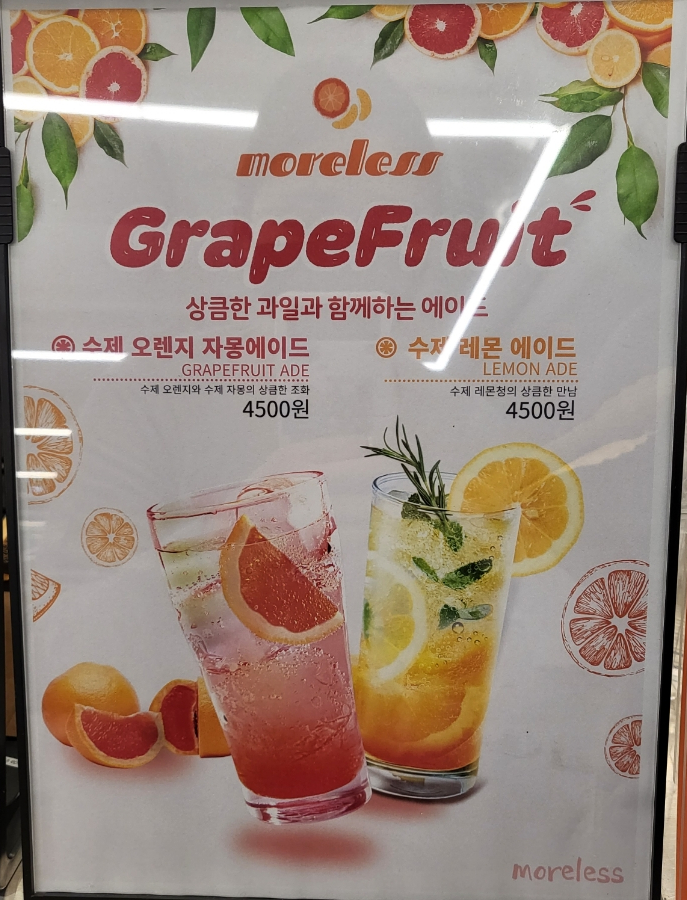 moreless
GrapeFruit
상큼한 과일과 함께하는 에이드
수제 오렌지 자몽에이드
GRAPEFRUIT ADE
수제 오렌지와 수제 자몽의 상큼한 조화
4500원
수제 레몬 에이드
LEMON ADE
수제 레몬청의 상큼한 만남
4500원
moreless